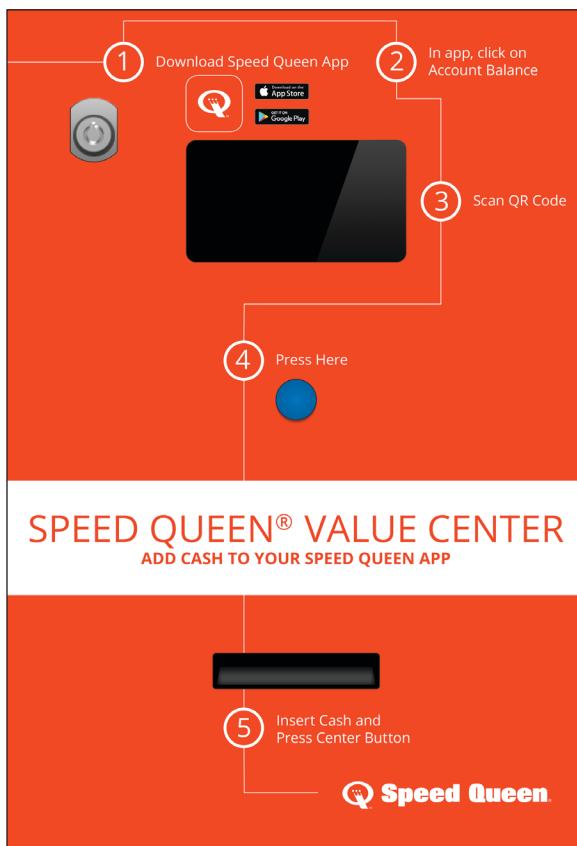 1 Download Speed Queen App
Download on the
App Store
GET IT ON
Google Play
2 In app, click on
Account Balance
3 Scan QR Code
4 Press Here
SPEED QUEEN® VALUE CENTER
ADD CASH TO YOUR SPEED QUEEN APP
5 Insert Cash and
Press Center Button
Speed Queen